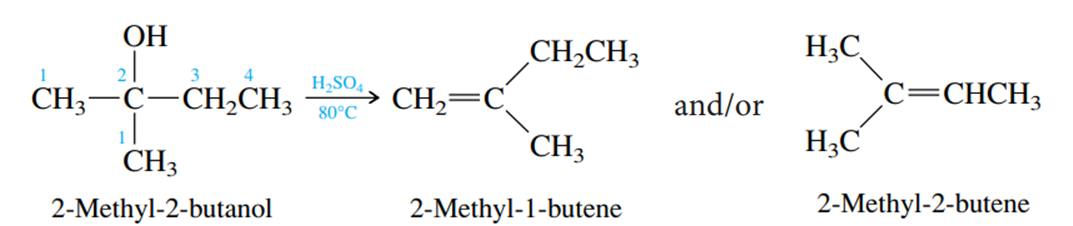 OH
1 2 3 4
CH₃—C—CH₂CH₃
1
CH₃
H₂SO₄
80°C
CH₂=C
CH₂CH₃
CH₃
and/or
H₃C
C=CHCH₃
H₃C
2-Methyl-2-butanol
2-Methyl-1-butene
2-Methyl-2-butene